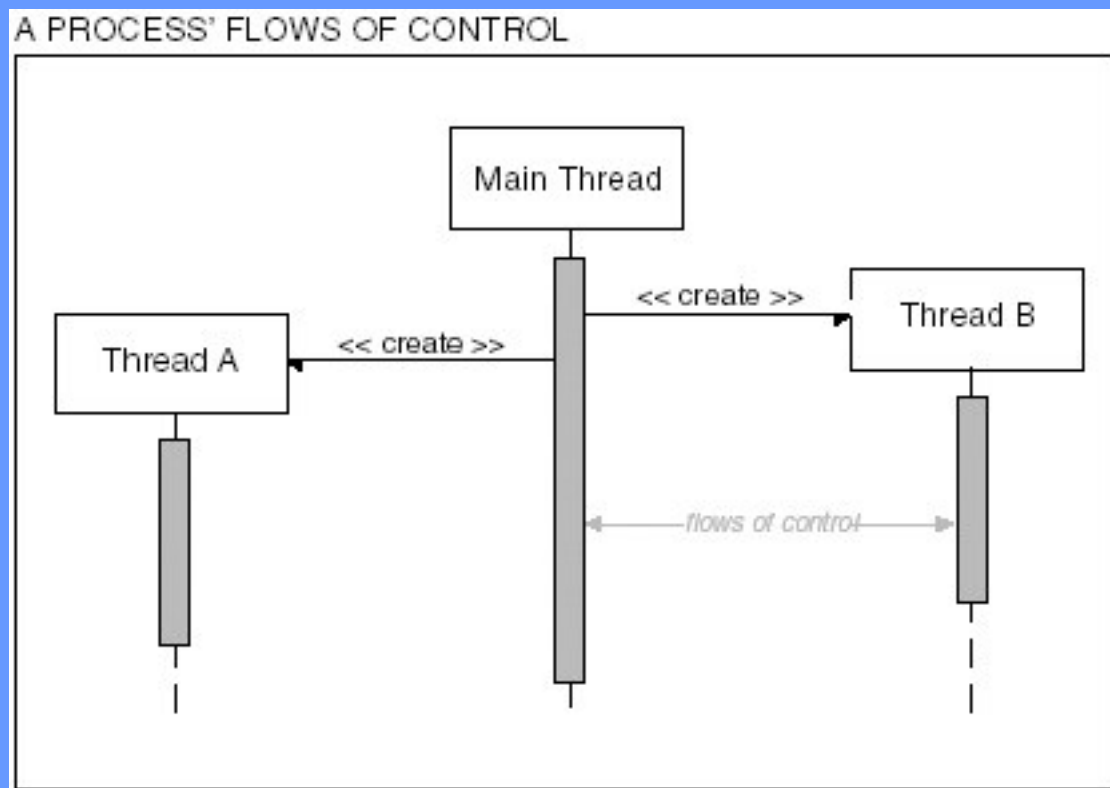 A PROCESS’ FLOWS OF CONTROL
Main Thread
<< create >>
Thread B
<< create >>
Thread A
flows of control